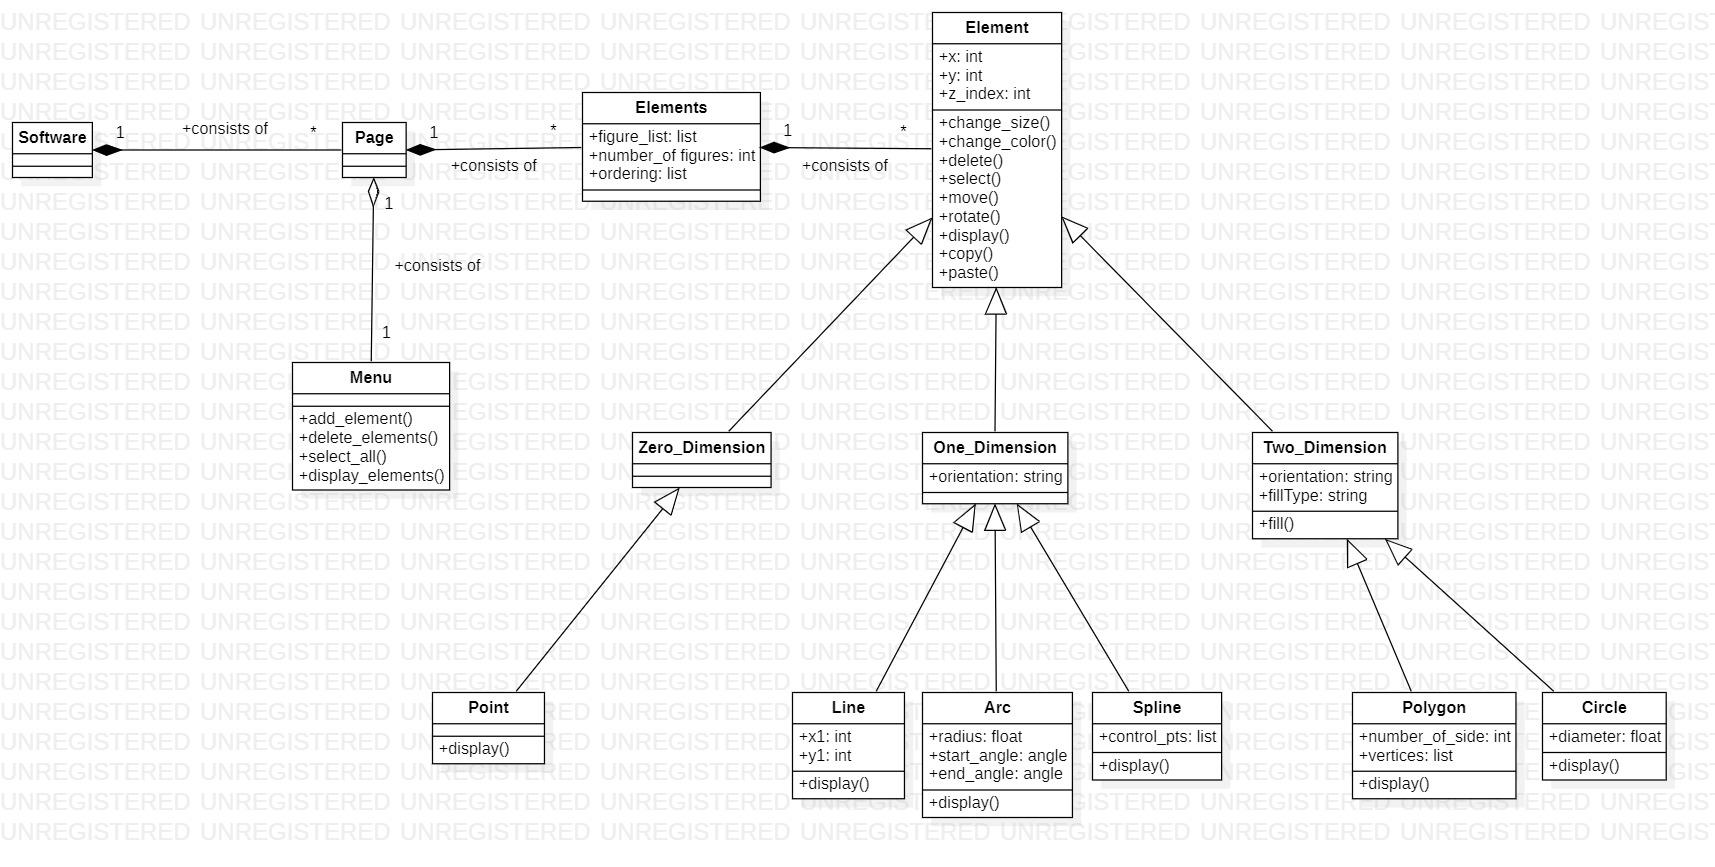 Element
+x: int
+y: int
+z_index: int
+change_size()
+change_color()
+delete()
+select()
+move()
+rotate()
+display()
+copy()
+paste()
Elements
+figure_list: list
+number_of figures: int
+ordering: list
Software
1
+consists of
*
Page
1
*
+consists of
1
*
+consists of
1
+consists of
1
Menu
+add_element()
+delete_elements()
+select_all()
+display_elements()
Zero_Dimension
One_Dimension
+orientation: string
Two_Dimension
+orientation: string
+fillType: string
+fill()
Point
+display()
Line
+x1: int
+y1: int
+display()
Arc
+radius: float
+start_angle: angle
+end_angle: angle
+display()
Spline
+control_pts: list
+display()
Polygon
+number_of_side: int
+vertices: list
+display()
Circle
+diameter: float
+display()
UNREGISTERED